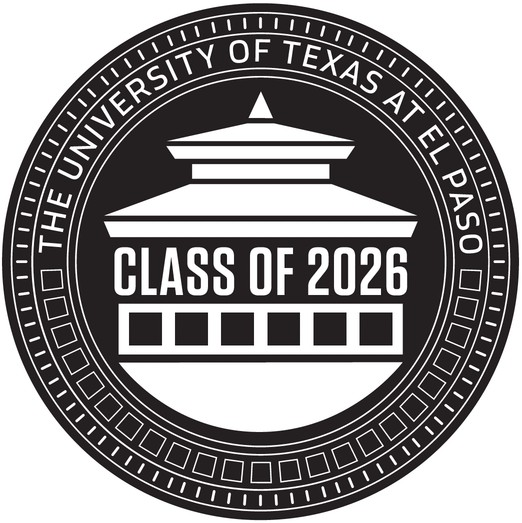 THE UNIVERSITY OF TEXAS AT EL PASO
CLASS OF 2026